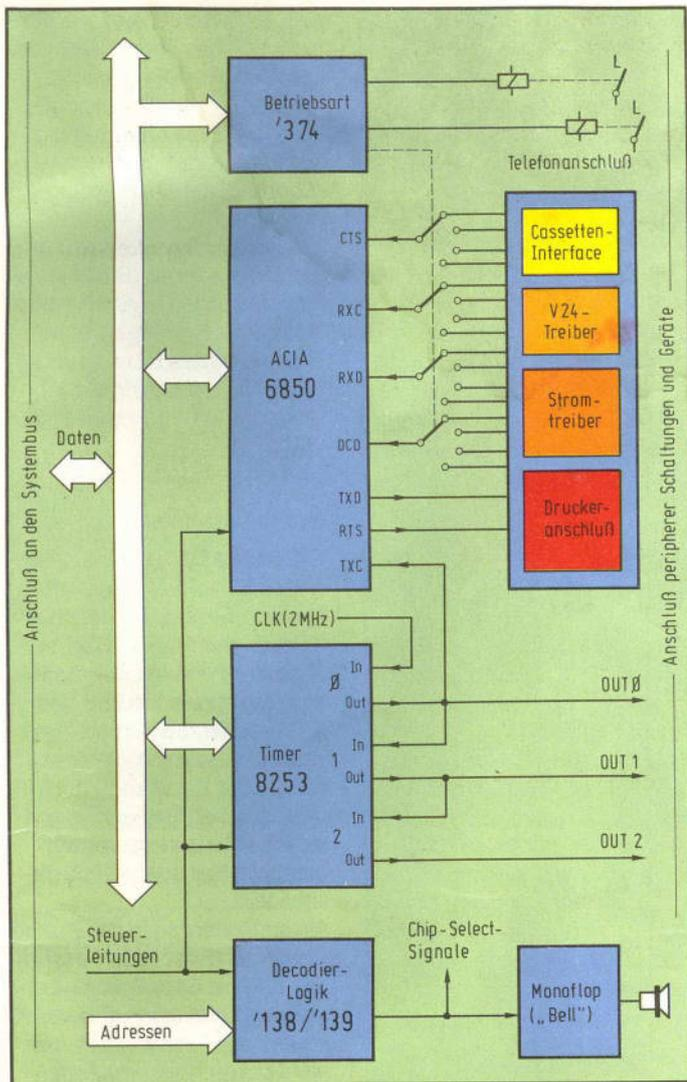 Betriebsart
'374
L
L
Telefonanschluß
CTS
RXC
RXD
DCD
TXD
RTS
TXC
ACIA
6850
Cassetten-
Interface
V24-
Treiber
Strom-
treiber
Drucker-
anschluß
Anschluß an den Systembus
Anschluß peripherer Schaltungen und Geräte
Daten
CLK(2MHz)
In
Ø
Out
In
1
Out
In
2
Out
Timer
8253
OUT Ø
OUT 1
OUT 2
Steuer-
leitungen
Adressen
Decodier-
Logik
'138/'139
Chip-Select-
Signale
Monoflop
(„Bell")